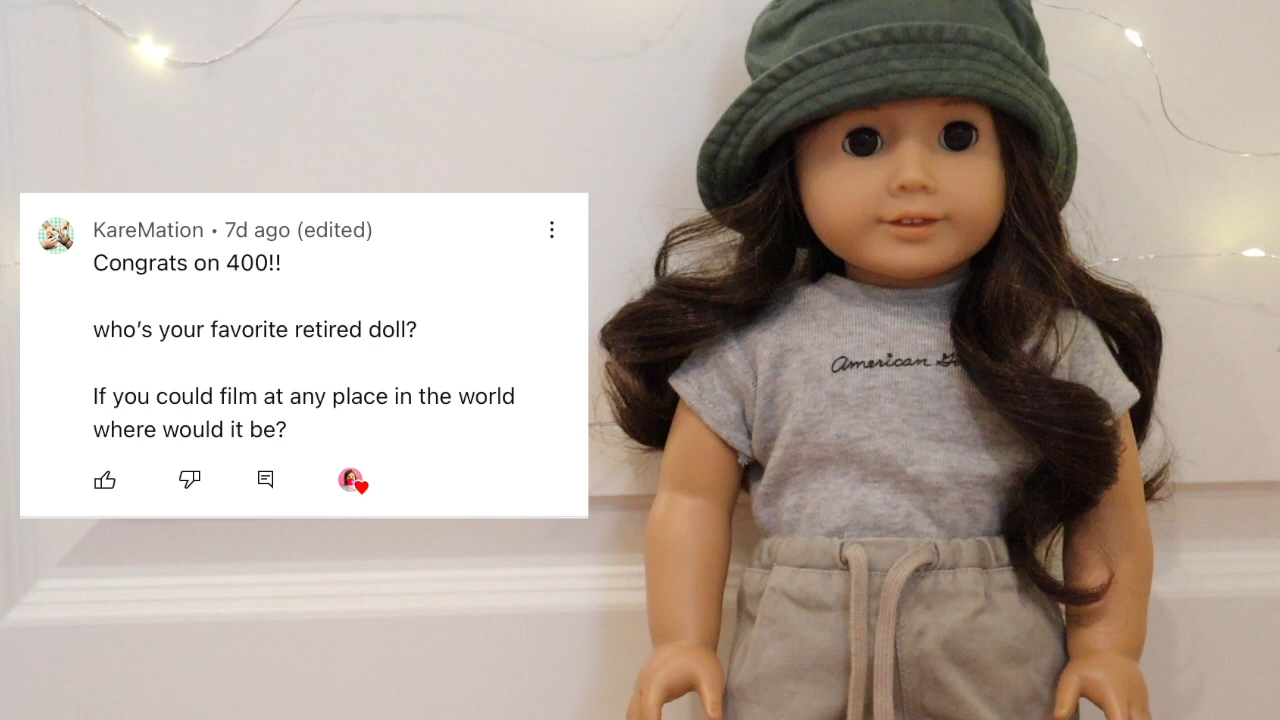 KareMation • 7d ago (edited)
Congrats on 400!!
who's your favorite retired doll?
If you could film at any place in the world
where would it be?
American